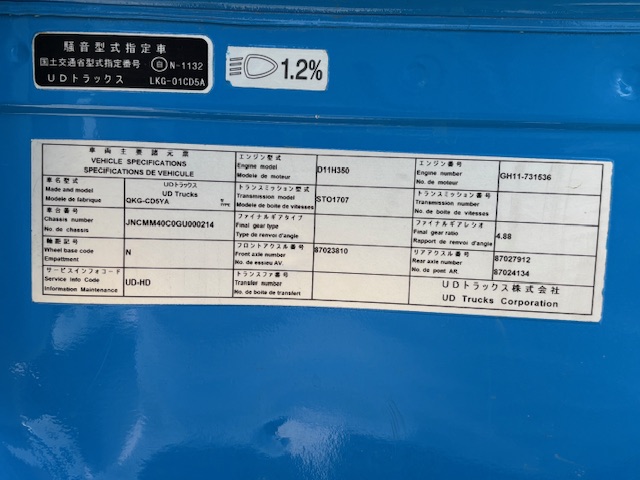 騒音型式指定車
国土交通省型式指定番号 自 N-1132
UDトラックス LKG-01CD5A
1.2%
車両主要諸元表
VEHICLE SPECIFICATIONS
SPÉCIFICATIONS DE VÉHICULE
エンジン型式
Engine model
Modèle de moteur
D11H350
エンジン番号
Engine number
No. de moteur
GH11-731536
車名型式
Made and model
Modèle de fabrique
UDトラックス
UD Trucks
QKG-CD5YA
トランスミッション型式
Transmission model
Modèle de boîte de vitesses
STO1707
トランスミッション番号
Transmission number
No. de boîte de vitesses
車台番号
Chassis number
No. de chassis
JNCMM40C0GU000214
ファイナルギアタイプ
Final gear type
Type de renvoi d'angle
ファイナルギアレシオ
Final gear ratio
Rapport de renvoi d'angle
4.88
軸距記号
Wheel base code
Empattment
N
フロントアクスル番号
Front axle number
No. de essieu AV.
87023810
リアアクスル番号
Rear axle number
No. de pont AR
87027912
87024134
サービスインフォコード
Service Info Code
Information Maintenance
UD-HD
トランスファ番号
Transfer number
No. de boîte de transfert
UDトラックス株式会社
UD Trucks Corporation